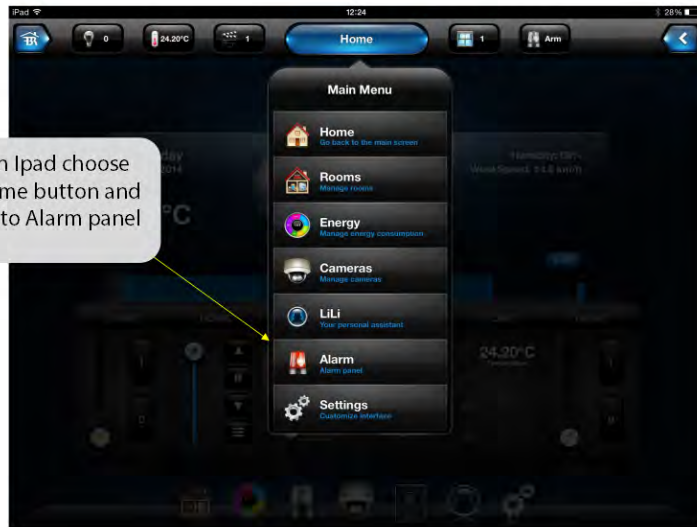 iPad 12:24 28%
0 24.20°C 1 Home 1 Arm
Main Menu
Home
Go back to the main screen
Rooms
Manage rooms
Energy
Manage energy consumption
Cameras
Manage cameras
LiLi
Your personal assistant
Alarm
Alarm panel
Settings
Customize interface
n Ipad choose
me button and
to Alarm panel
day
2014
°C
24.20°C